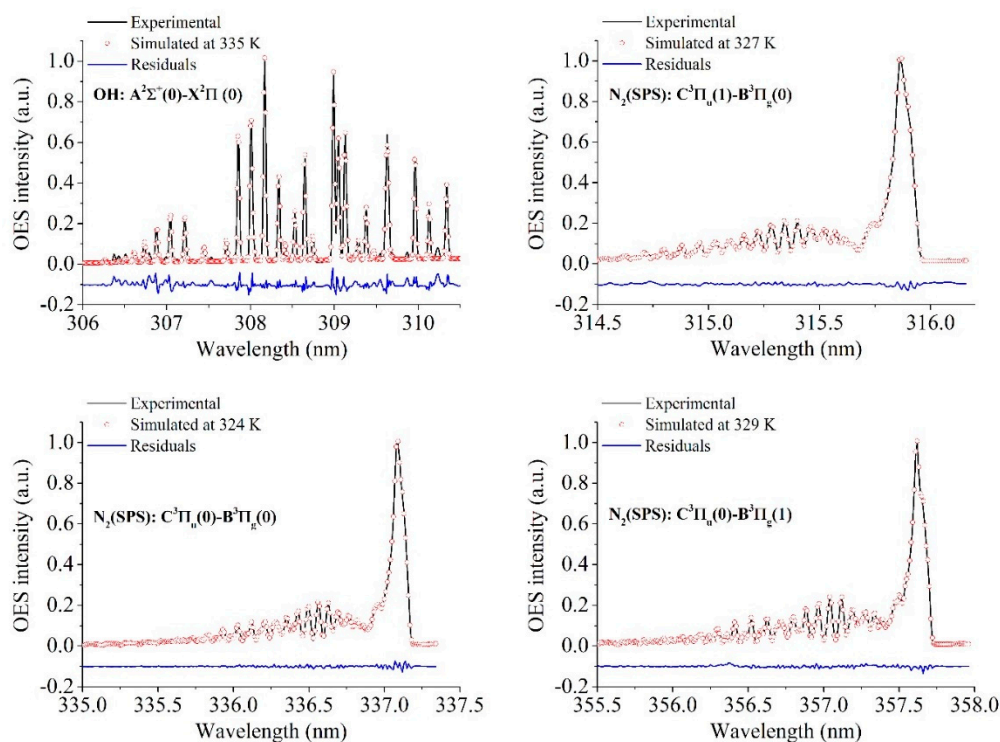 Experimental
Simulated at 335 K
Residuals
OH: A²Σ⁺(0)-X²Π (0)
OES intensity (a.u.)
1.0
0.8
0.6
0.4
0.2
0.0
-0.2
306 307 308 309 310
Wavelength (nm)
Experimental
Simulated at 327 K
Residuals
N₂(SPS): C³Πᵤ(1)-B³Π_g(0)
OES intensity (a.u.)
1.0
0.8
0.6
0.4
0.2
0.0
-0.2
314.5 315.0 315.5 316.0
Wavelength (nm)
Experimental
Simulated at 324 K
Residuals
N₂(SPS): C³Πᵤ(0)-B³Π_g(0)
OES intensity (a.u.)
1.0
0.8
0.6
0.4
0.2
0.0
-0.2
335.0 335.5 336.0 336.5 337.0 337.5
Wavelength (nm)
Experimental
Simulated at 329 K
Residuals
N₂(SPS): C³Πᵤ(0)-B³Π_g(1)
OES intensity (a.u.)
1.0
0.8
0.6
0.4
0.2
0.0
-0.2
355.5 356.0 356.5 357.0 357.5 358.0
Wavelength (nm)